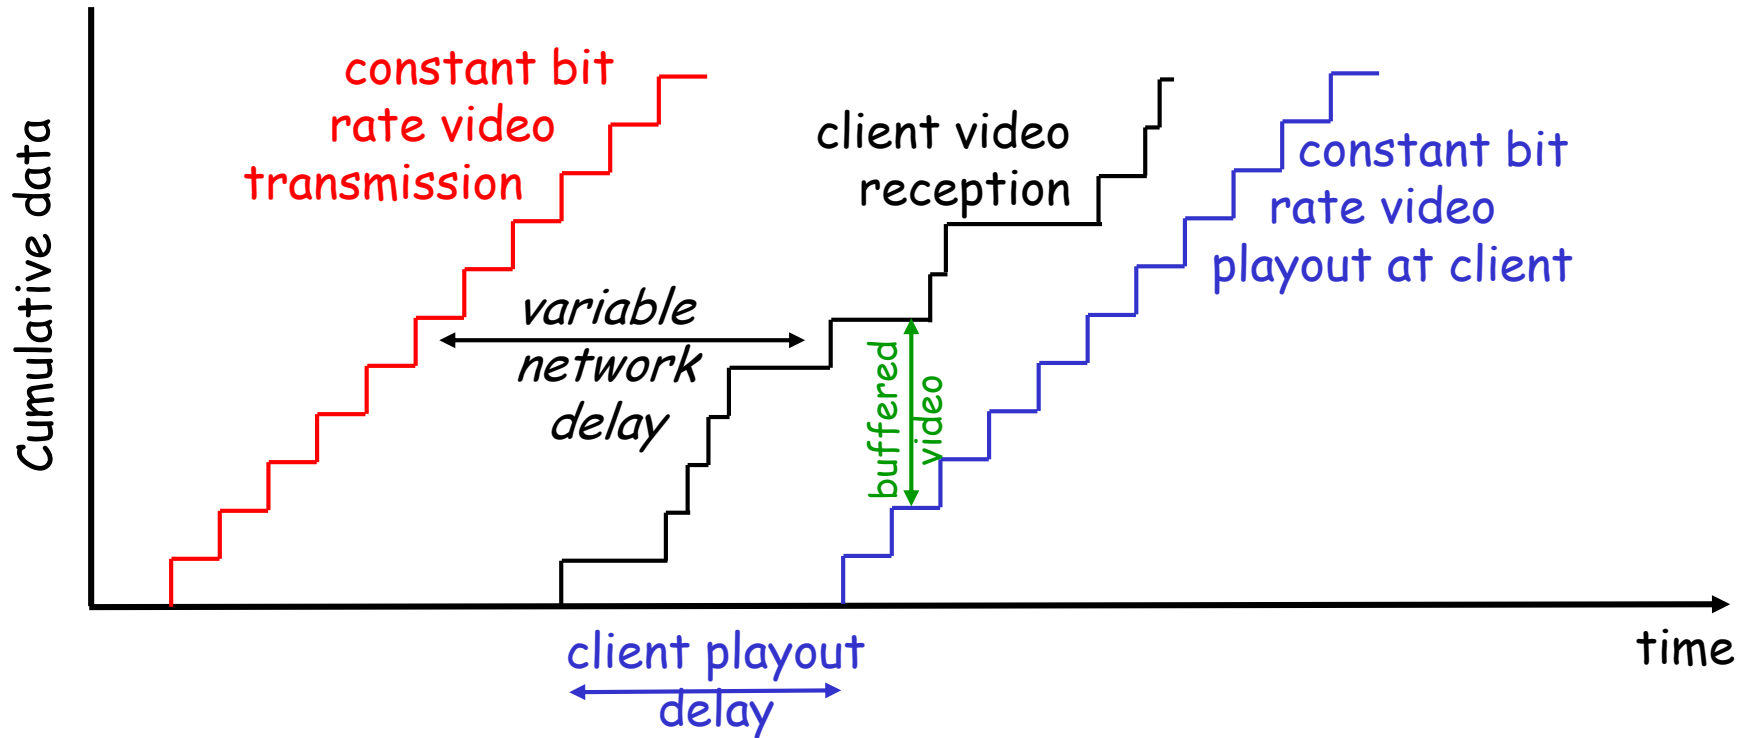 constant bit
rate video
transmission
client video
reception
constant bit
rate video
playout at client
Cumulative data
variable
network
delay
buffered
video
time
client playout
delay